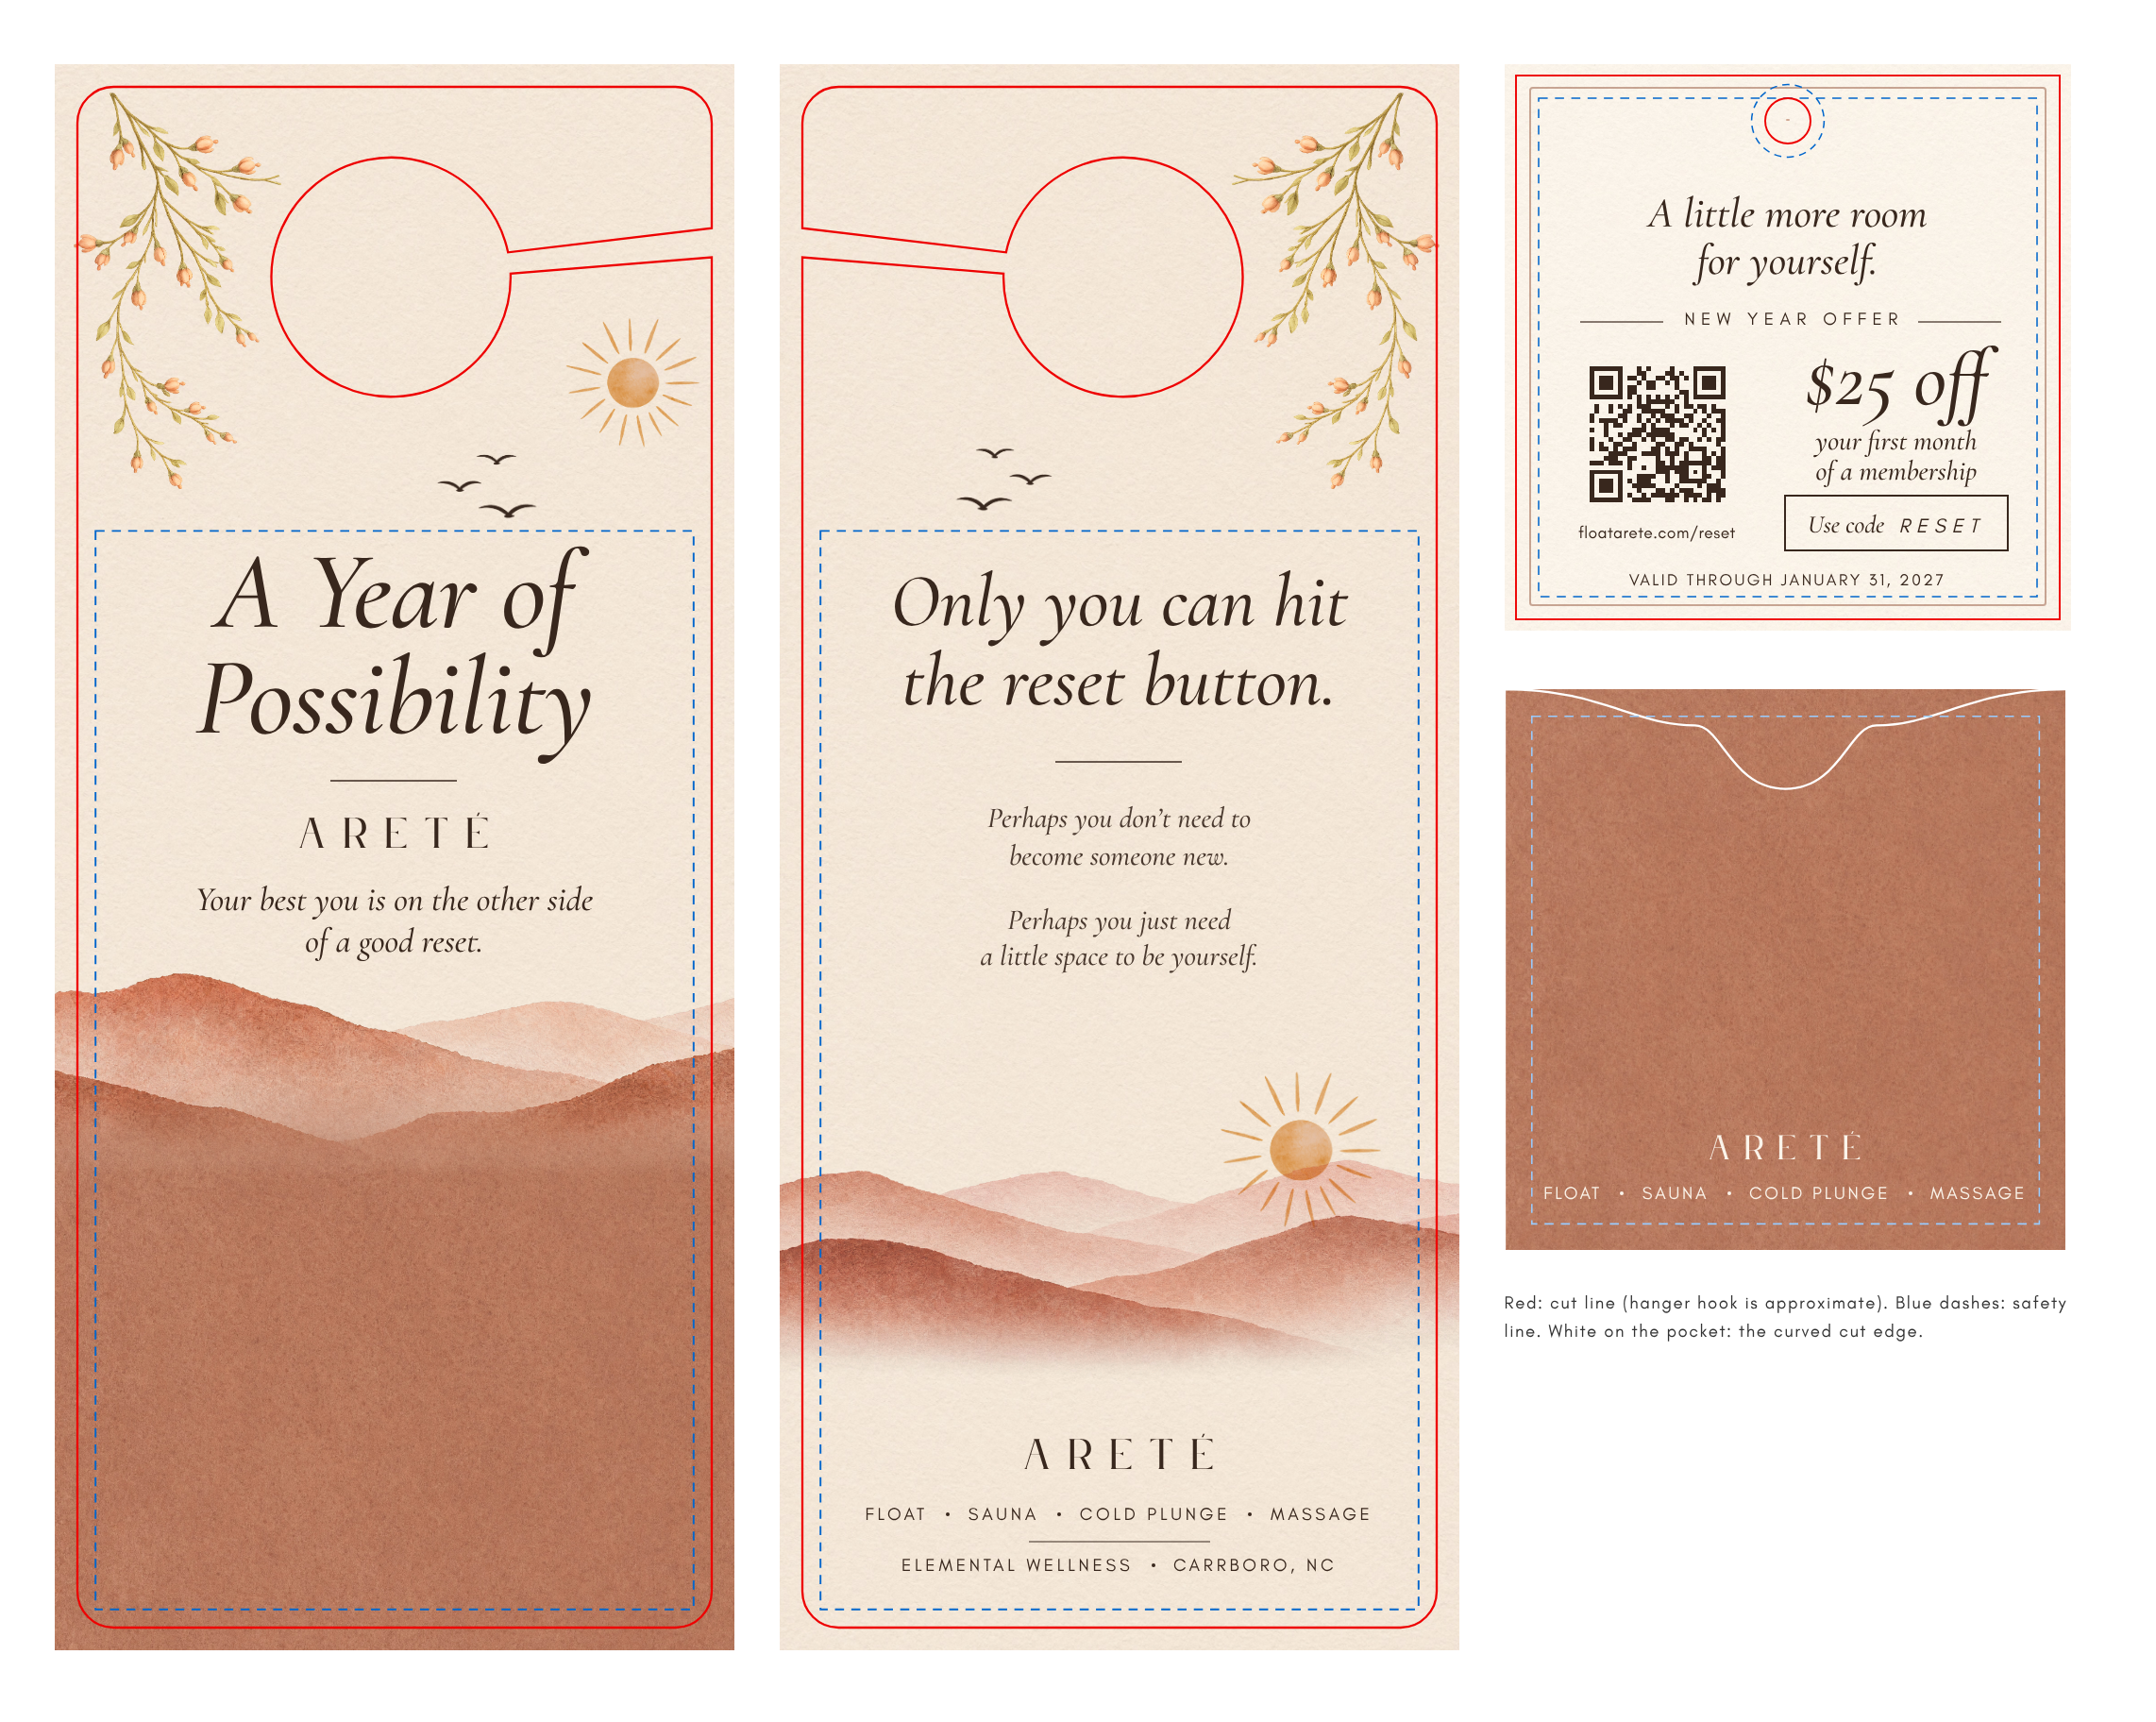 A Year of
Possibility
ARETÉ
Your best you is on the other side
of a good reset.
Only you can hit
the reset button.
Perhaps you don’t need to
become someone new.
Perhaps you just need
a little space to be yourself.
ARETÉ
FLOAT • SAUNA • COLD PLUNGE • MASSAGE
ELEMENTAL WELLNESS • CARRBORO, NC
A little more room
for yourself.
NEW YEAR OFFER
$25 off
your first month
of a membership
Use code RESET
floatarete.com/reset
VALID THROUGH JANUARY 31, 2027
ARETÉ
FLOAT • SAUNA • COLD PLUNGE • MASSAGE
Red: cut line (hanger hook is approximate). Blue dashes: safety
line. White on the pocket: the curved cut edge.